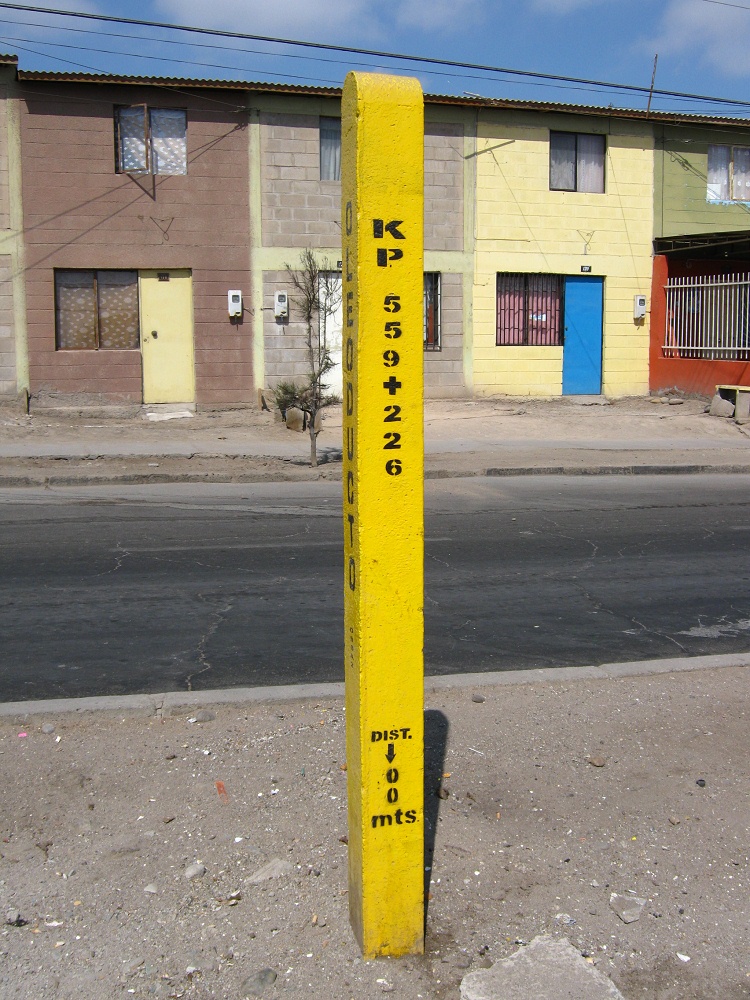 OLEODUCTO
KP
559+226
DIST.
↓
00
mts